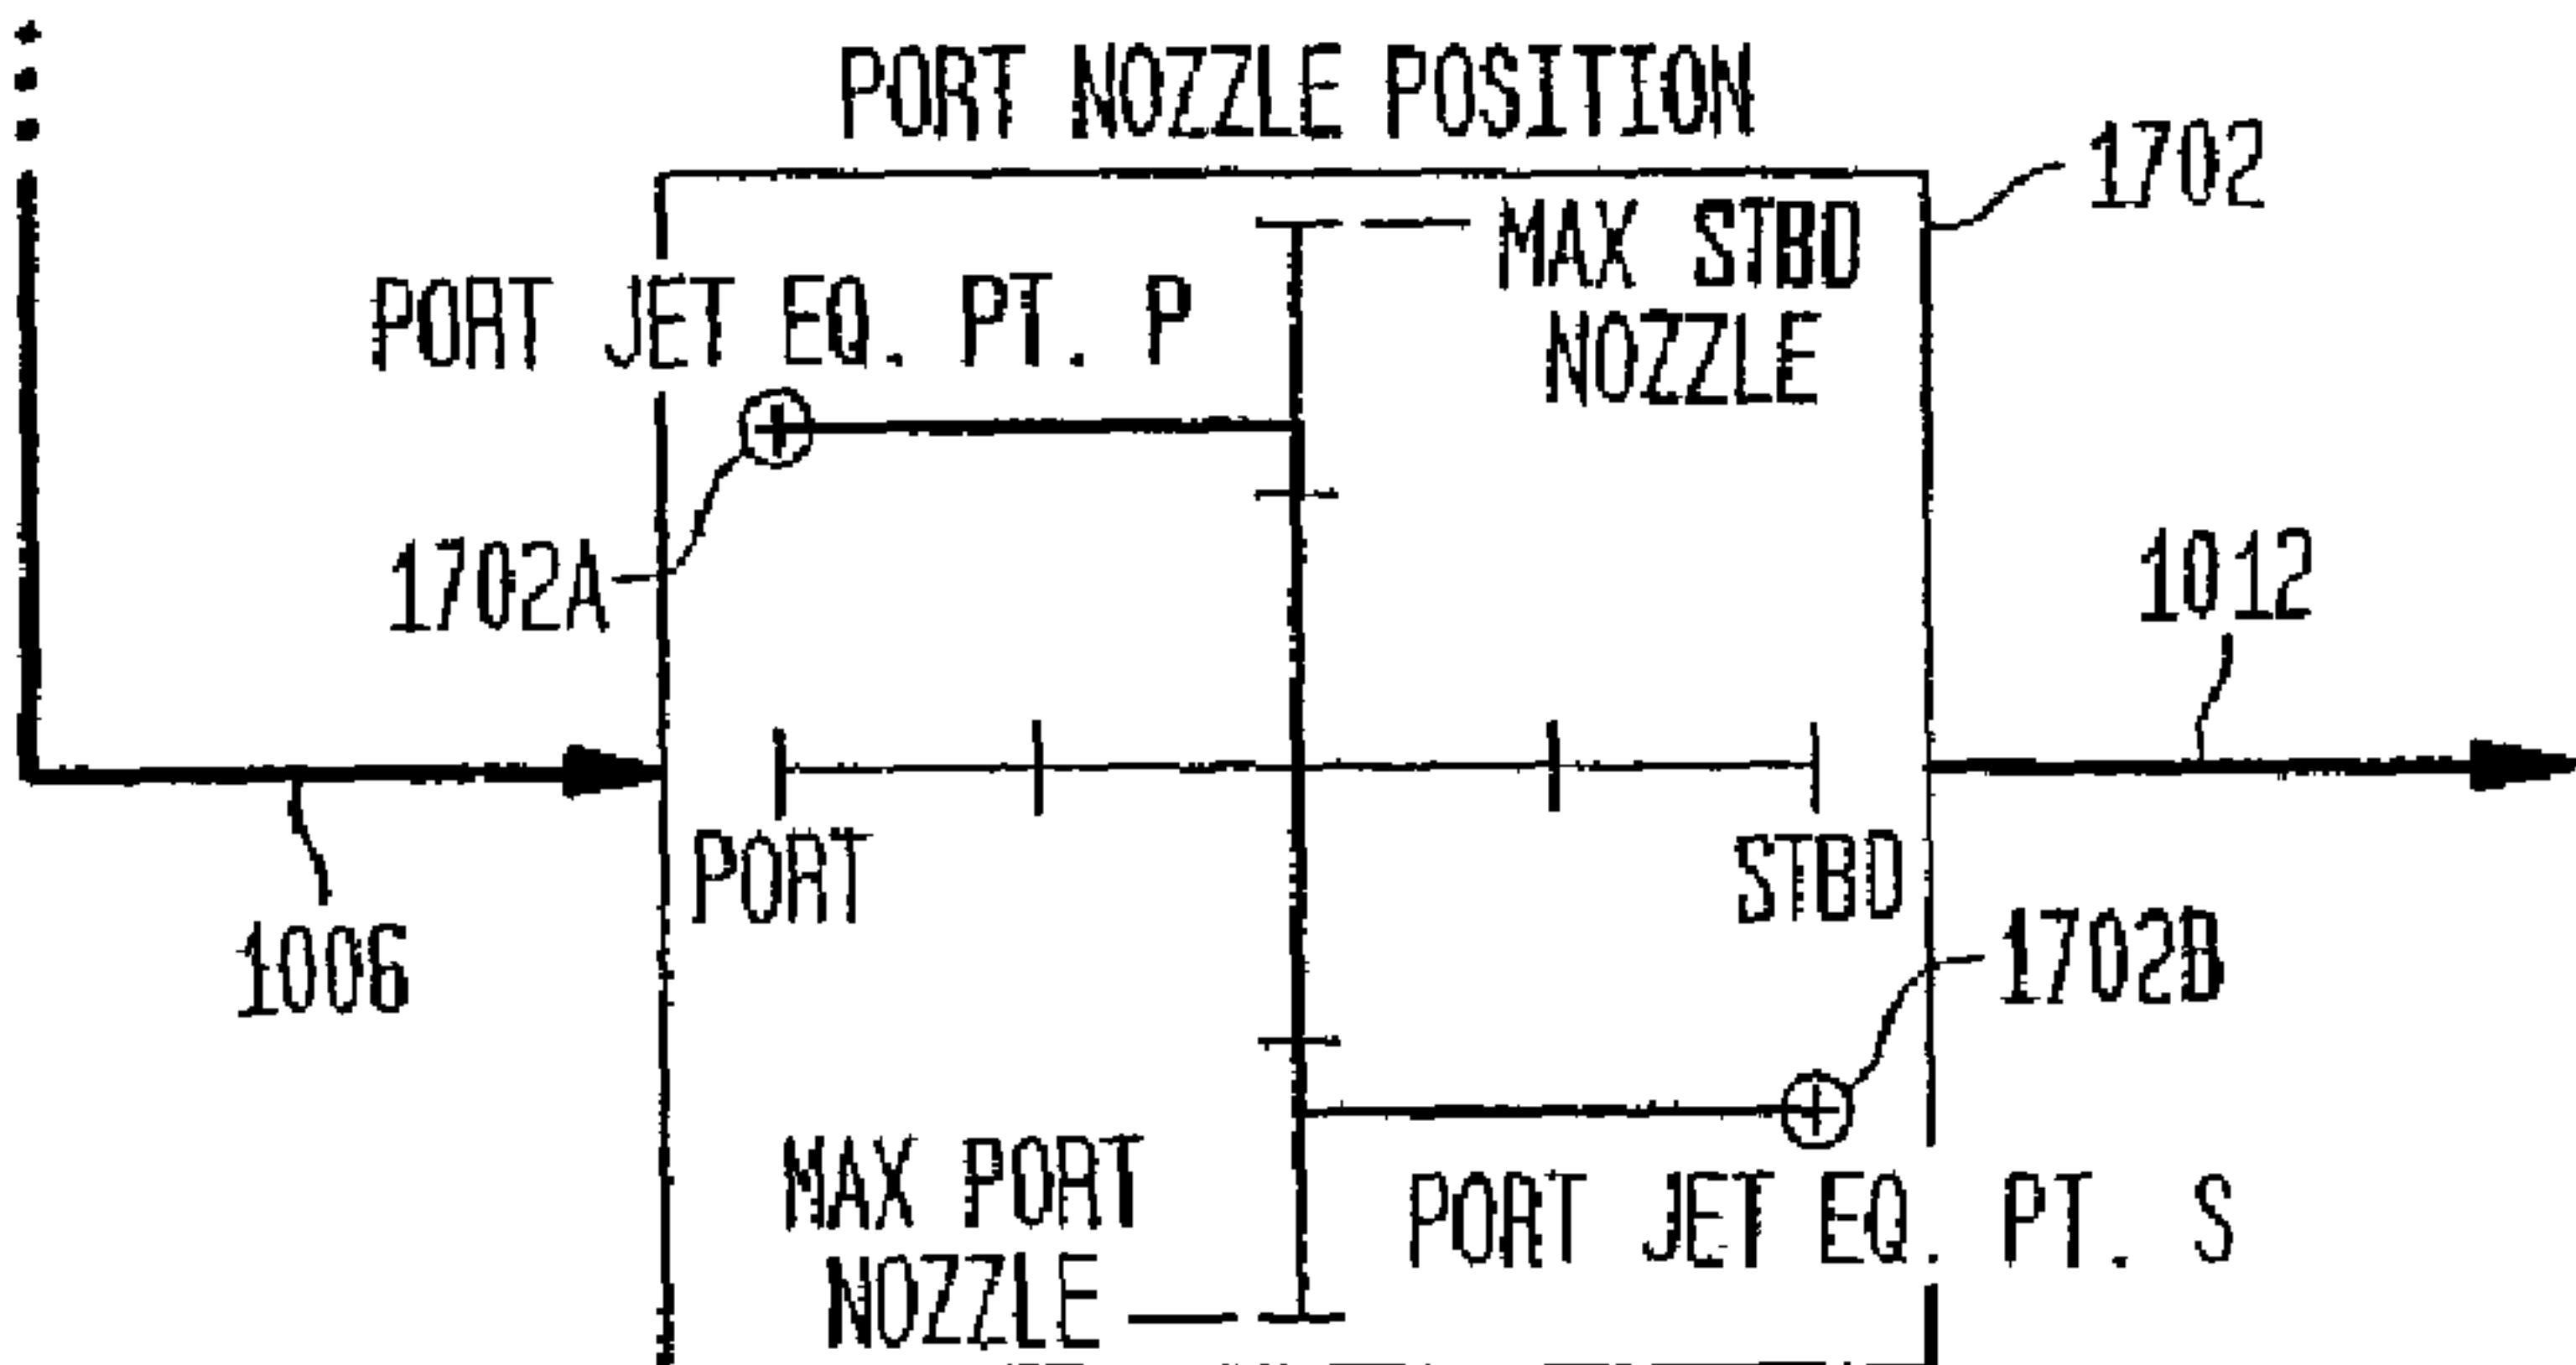 PORT NOZZLE POSITION
1702
MAX STBD
NOZZLE
PORT JET EQ. PT. P
1702A
1012
PORT
STBD
1006
1702B
MAX PORT
NOZZLE
PORT JET EQ. PT. S